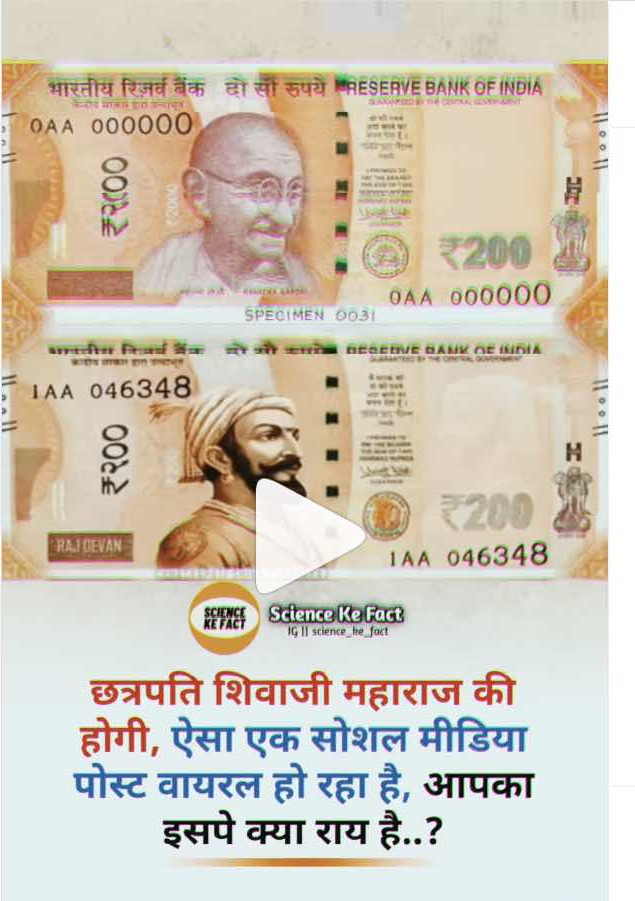 भारतीय रिज़र्व बैंक दो सौ रुपये RESERVE BANK OF INDIA
GUARANTEED BY THE CENTRAL GOVERNMENT
0AA 000000
₹200
₹200
0AA 000000
SPECIMEN 0031
भारतीय रिज़र्व बैंक दो सौ रुपये RESERVE BANK OF INDIA
GUARANTEED BY THE CENTRAL GOVERNMENT
1AA 046348
₹200
₹200
RAJ DEVAN
1AA 046348
SCIENCE
KE FACT
Science Ke Fact
IG || science_ke_fact
छत्रपति शिवाजी महाराज की
होगी, ऐसा एक सोशल मीडिया
पोस्ट वायरल हो रहा है, आपका
इसपे क्या राय है..?